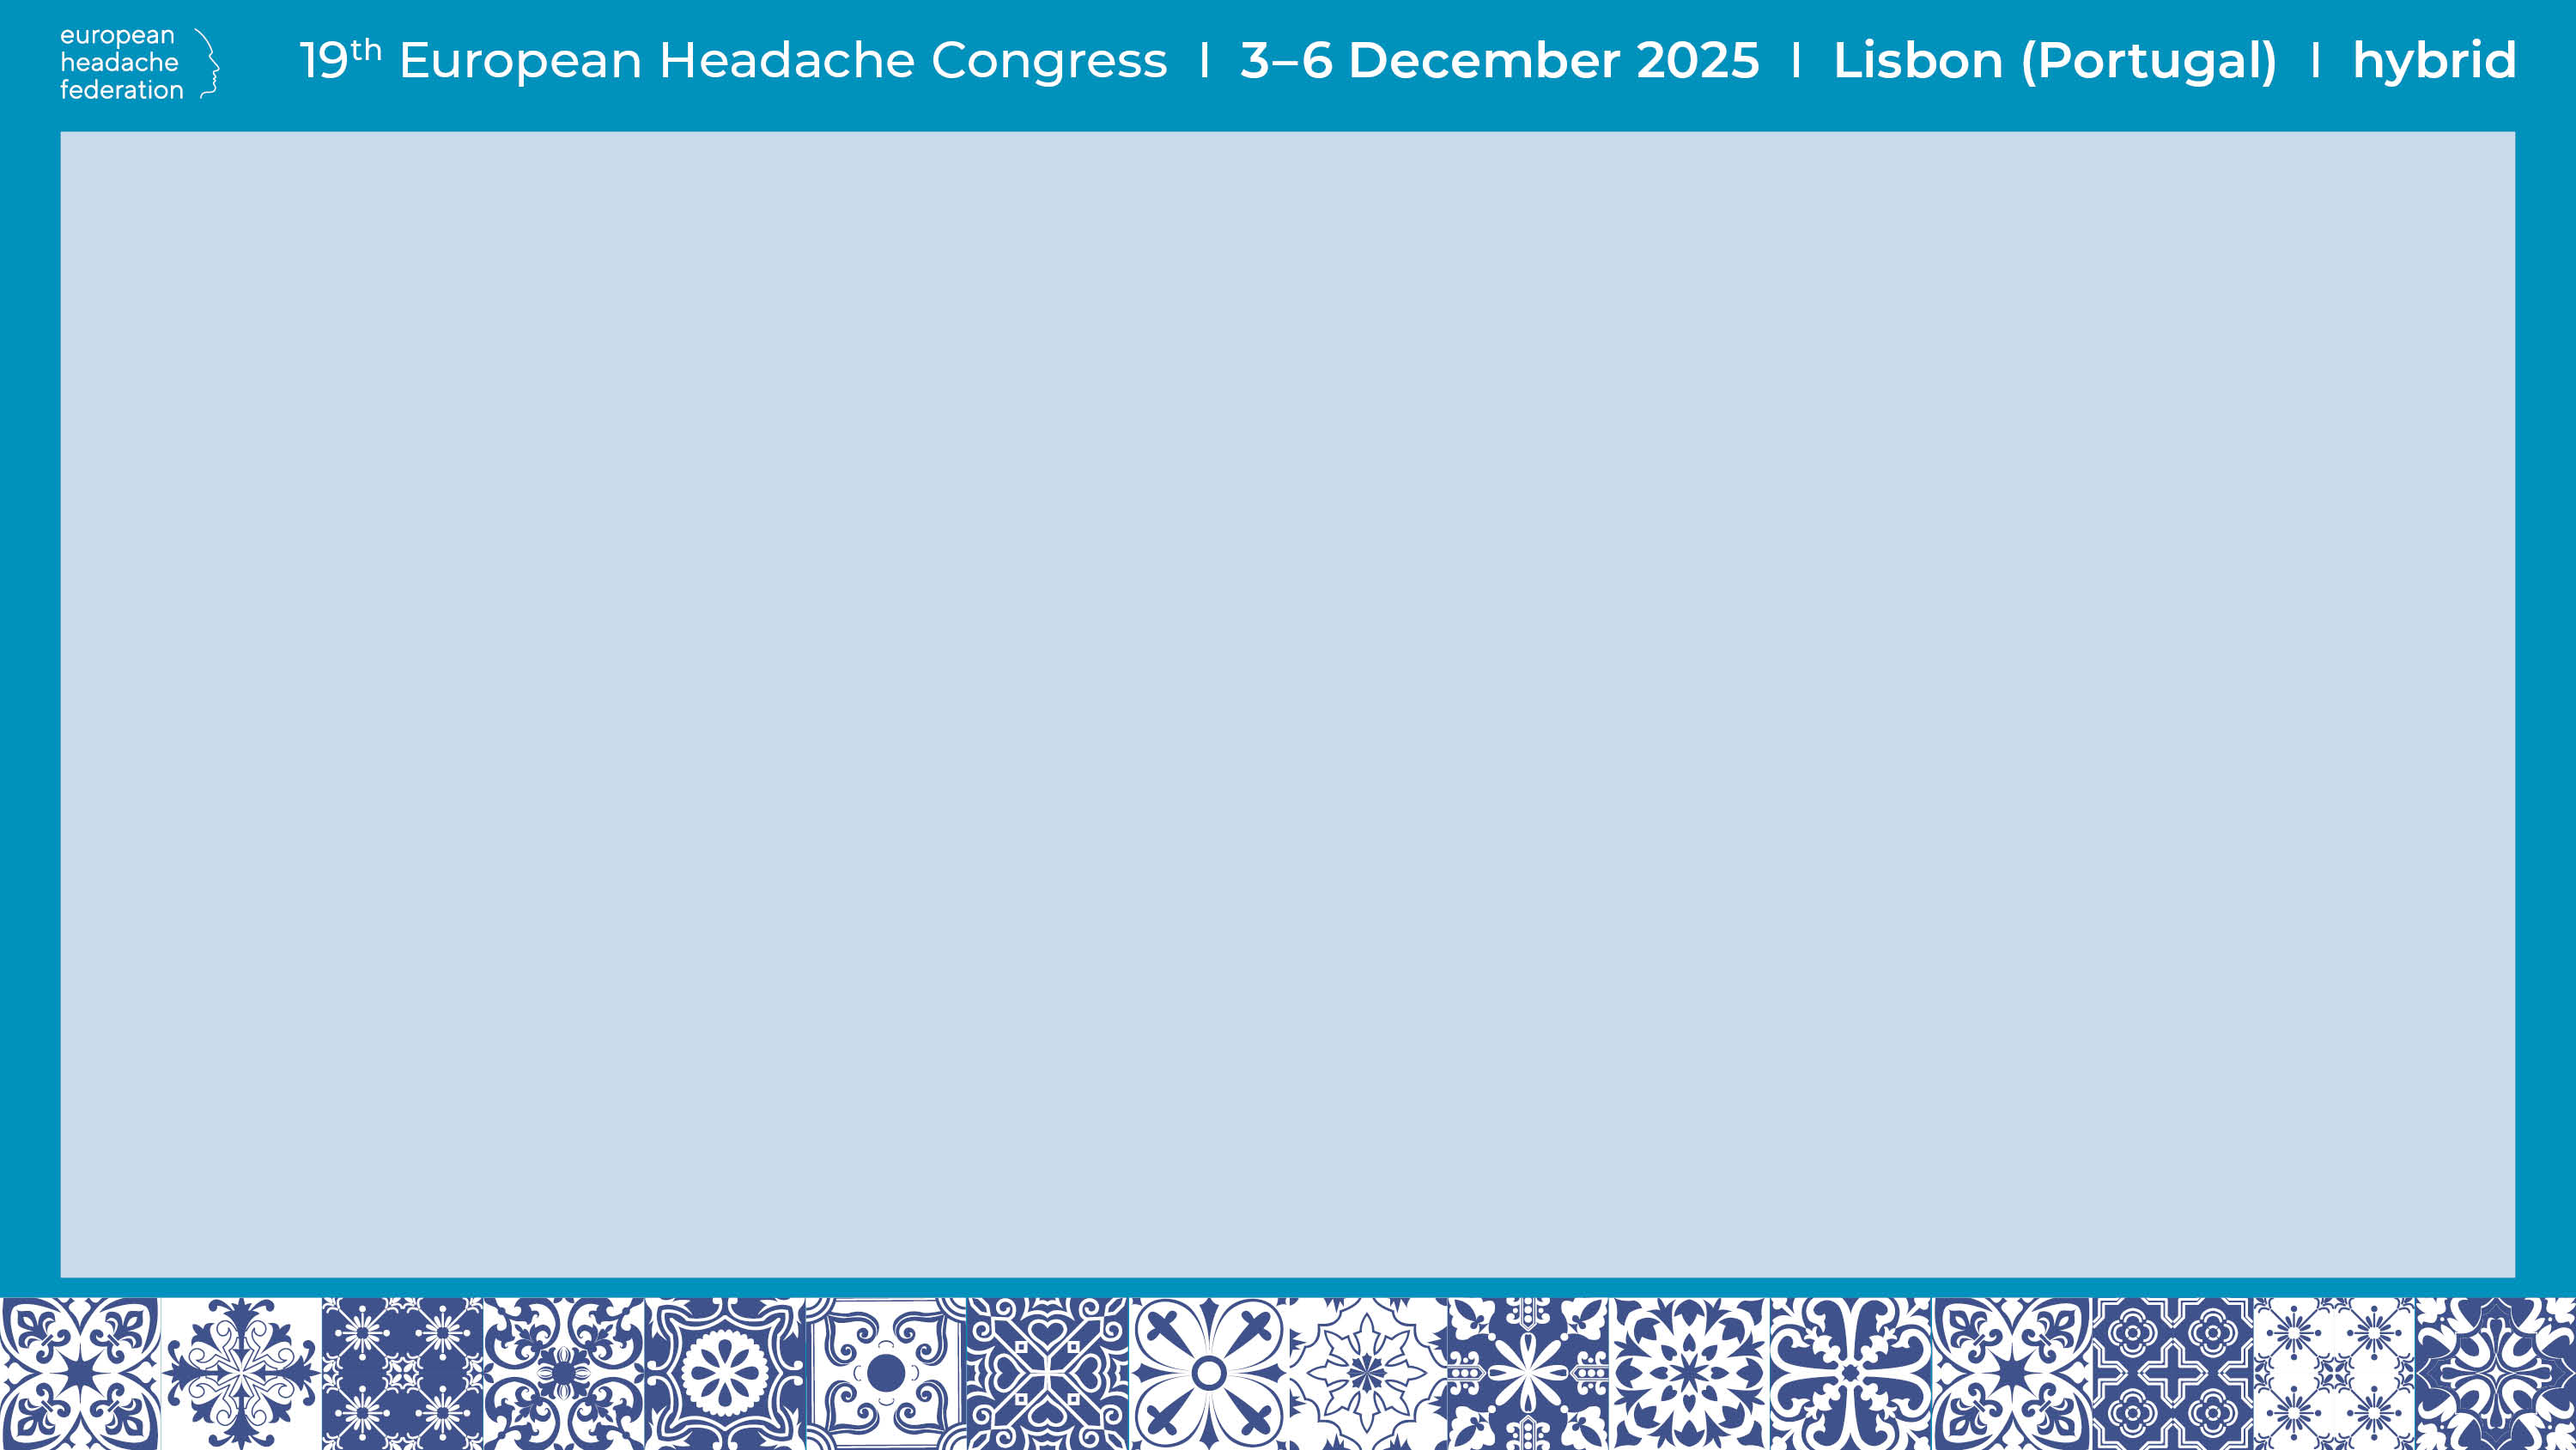 european
headache
federation
19th European Headache Congress | 3–6 December 2025 | Lisbon (Portugal) | hybrid